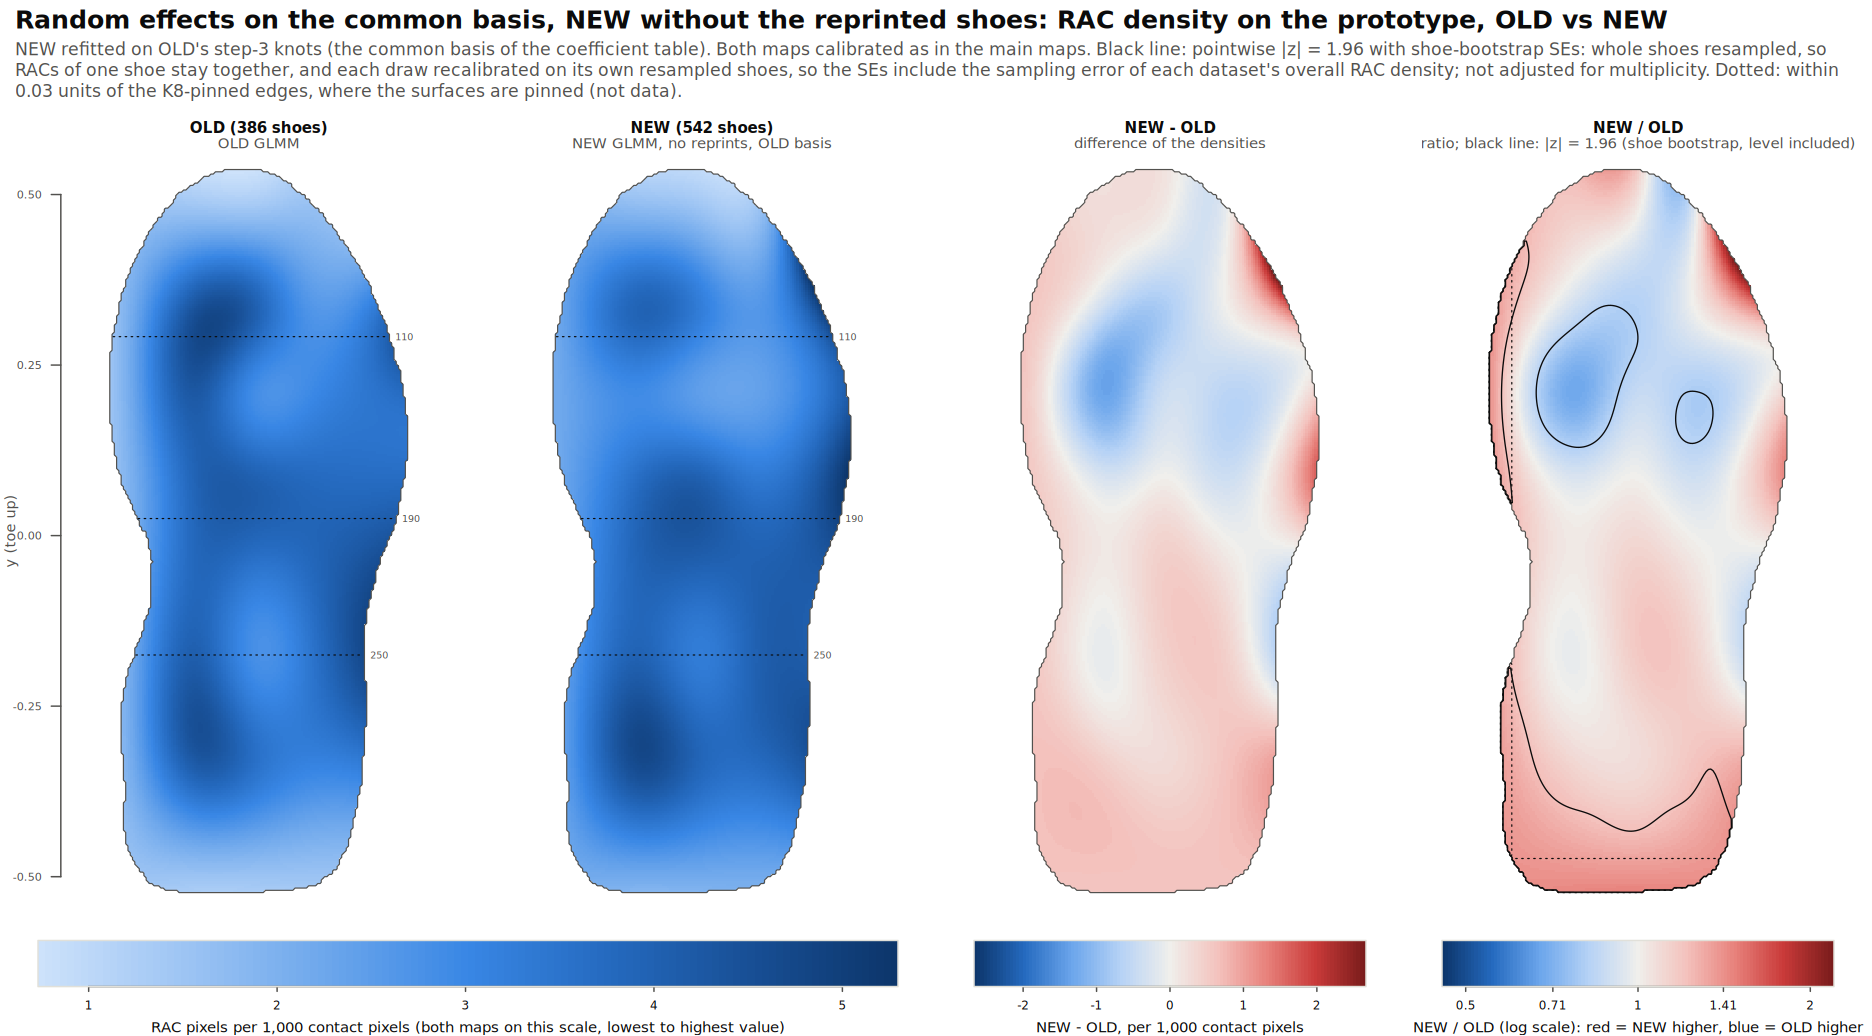 Random effects on the common basis, NEW without the reprinted shoes: RAC density on the prototype, OLD vs NEW
NEW refitted on OLD's step-3 knots (the common basis of the coefficient table). Both maps calibrated as in the main maps. Black line: pointwise |z| = 1.96 with shoe-bootstrap SEs: whole shoes resampled, so
RACs of one shoe stay together, and each draw recalibrated on its own resampled shoes, so the SEs include the sampling error of each dataset's overall RAC density; not adjusted for multiplicity. Dotted: within
0.03 units of the K8-pinned edges, where the surfaces are pinned (not data).
OLD (386 shoes)
OLD GLMM
NEW (542 shoes)
NEW GLMM, no reprints, OLD basis
NEW - OLD
difference of the densities
NEW / OLD
ratio; black line: |z| = 1.96 (shoe bootstrap, level included)
y (toe up)
0.50
0.25
0.00
-0.25
-0.50
110
190
250
110
190
250
1 2 3 4 5
RAC pixels per 1,000 contact pixels (both maps on this scale, lowest to highest value)
-2 -1 0 1 2
NEW - OLD, per 1,000 contact pixels
0.5 0.71 1 1.41 2
NEW / OLD (log scale): red = NEW higher, blue = OLD higher